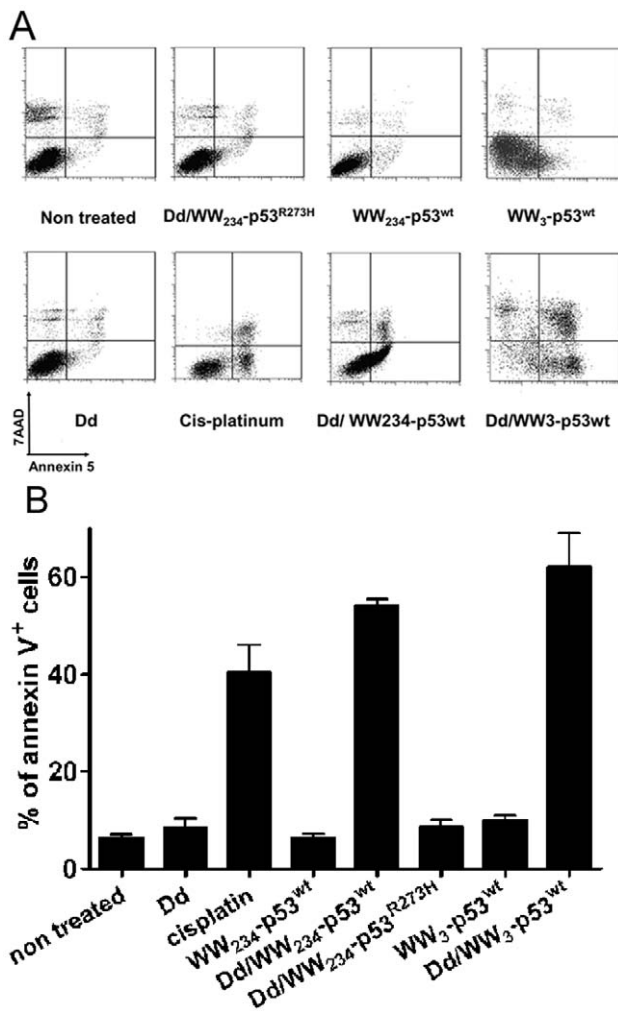 A
Non treated Dd/WW₂₃₄-p53ᴿ²⁷³ᴴ WW₂₃₄-p53ʷᵗ WW₃-p53ʷᵗ
Dd Cis-platinum Dd/ WW234-p53wt Dd/WW3-p53wt
7AAD
Annexin 5
B
% of annexin V⁺ cells
60
40
20
0
non treated
Dd
cisplatin
WW₂₃₄-p53ʷᵗ
Dd/WW₂₃₄-p53ʷᵗ
Dd/WW₂₃₄-p53ᴿ²⁷³ᴴ
WW₃-p53ʷᵗ
Dd/WW₃-p53ʷᵗ